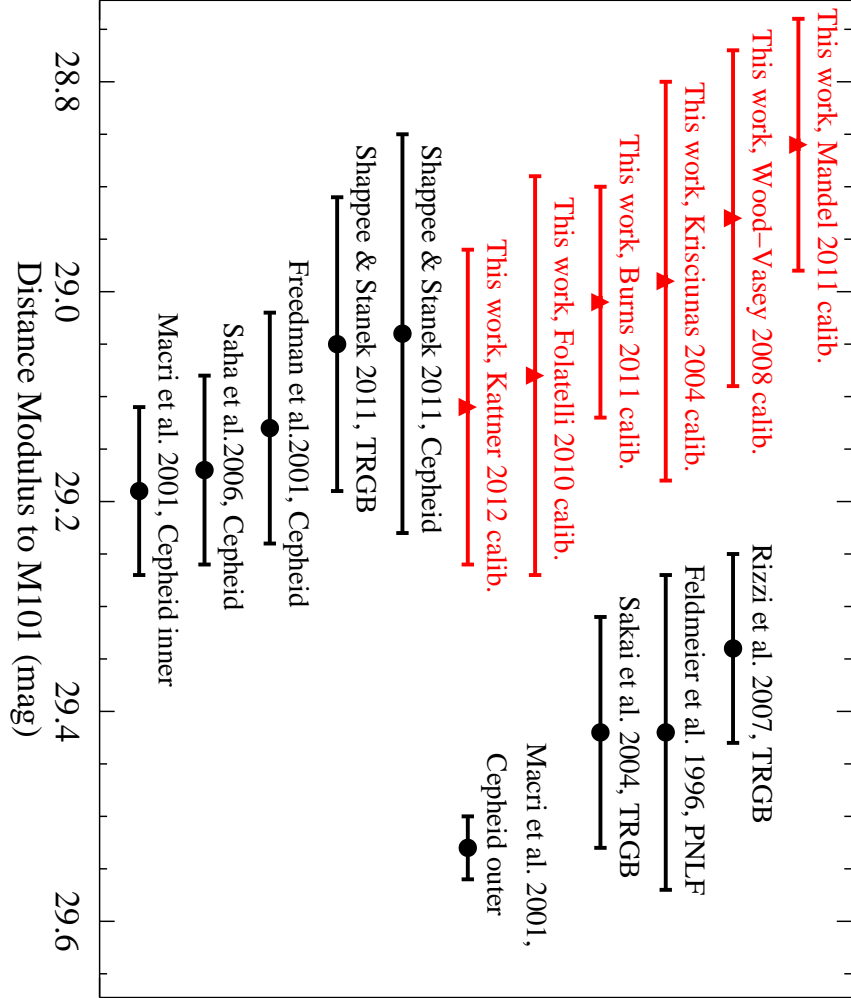 This work, Mandel 2011 calib.
This work, Wood−Vasey 2008 calib.
This work, Krisciunas 2004 calib.
This work, Burns 2011 calib.
This work, Folatelli 2010 calib.
This work, Kattner 2012 calib.
Shappee & Stanek 2011, Cepheid
Shappee & Stanek 2011, TRGB
Freedman et al.2001, Cepheid
Saha et al.2006, Cepheid
Macri et al. 2001, Cepheid inner
Rizzi et al. 2007, TRGB
Feldmeier et al. 1996, PNLF
Sakai et al. 2004, TRGB
Macri et al. 2001,
Cepheid outer
28.8
29.0
29.2
29.4
29.6
Distance Modulus to M101 (mag)